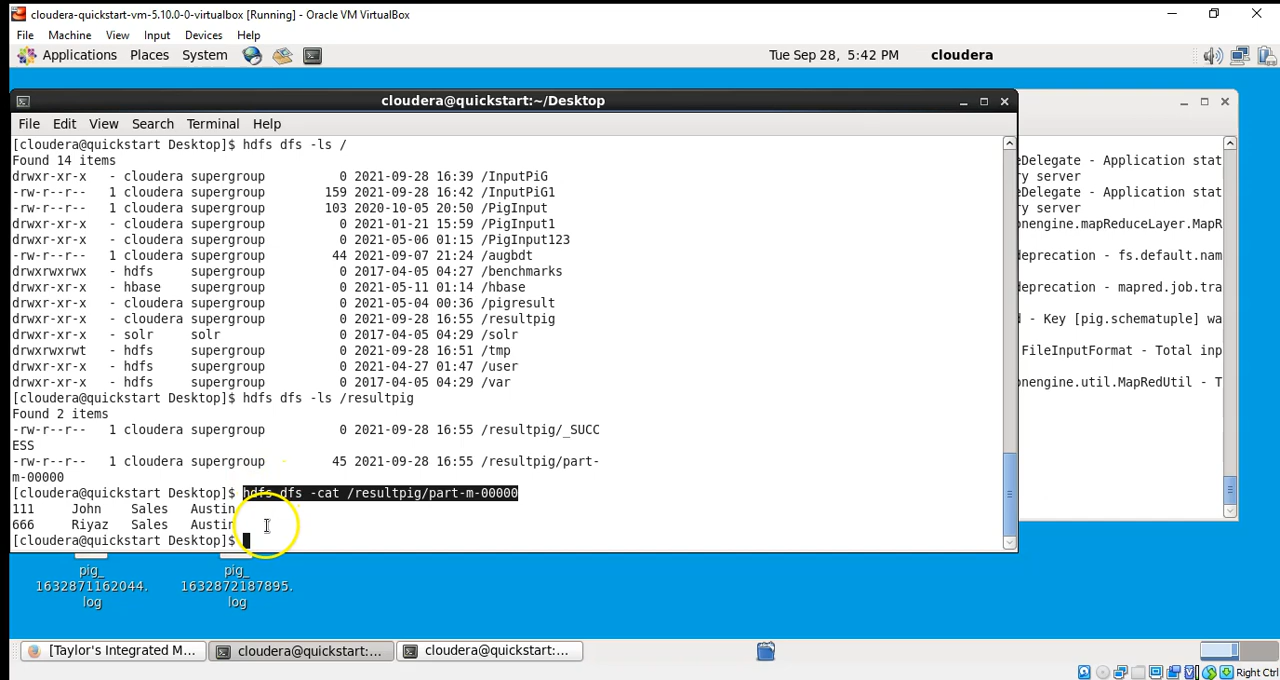 cloudera-quickstart-vm-5.10.0-0-virtualbox [Running] - Oracle VM VirtualBox
File Machine View Input Devices Help
Applications Places System Tue Sep 28, 5:42 PM cloudera
cloudera@quickstart:~/Desktop
File Edit View Search Terminal Help
[cloudera@quickstart Desktop]$ hdfs dfs -ls /
Found 14 items
drwxr-xr-x - cloudera supergroup 0 2021-09-28 16:39 /InputPiG
-rw-r--r-- 1 cloudera supergroup 159 2021-09-28 16:42 /InputPiG1
-rw-r--r-- 1 cloudera supergroup 103 2020-10-05 20:50 /PigInput
drwxr-xr-x - cloudera supergroup 0 2021-01-21 15:59 /PigInput1
drwxr-xr-x - cloudera supergroup 0 2021-05-06 01:15 /PigInput123
-rw-r--r-- 1 cloudera supergroup 44 2021-09-07 21:24 /augbdt
drwxrwxrwx - hdfs supergroup 0 2017-04-05 04:27 /benchmarks
drwxr-xr-x - hbase supergroup 0 2021-05-11 01:14 /hbase
drwxr-xr-x - cloudera supergroup 0 2021-05-04 00:36 /pigresult
drwxr-xr-x - cloudera supergroup 0 2021-09-28 16:55 /resultpig
drwxr-xr-x - solr solr 0 2017-04-05 04:29 /solr
drwxrwxrwt - hdfs supergroup 0 2021-09-28 16:51 /tmp
drwxr-xr-x - hdfs supergroup 0 2021-04-27 01:47 /user
drwxr-xr-x - hdfs supergroup 0 2017-04-05 04:29 /var
[cloudera@quickstart Desktop]$ hdfs dfs -ls /resultpig
Found 2 items
-rw-r--r-- 1 cloudera supergroup 0 2021-09-28 16:55 /resultpig/_SUCC
ESS
-rw-r--r-- 1 cloudera supergroup 45 2021-09-28 16:55 /resultpig/part-
m-00000
[cloudera@quickstart Desktop]$ hdfs dfs -cat /resultpig/part-m-00000
111 John Sales Austin
666 Riyaz Sales Austin
[cloudera@quickstart Desktop]$
eDelegate - Application stat
ry server
eDelegate - Application stat
ry server
onengine.mapReduceLayer.MapR
deprecation - fs.default.nam
deprecation - mapred.job.tra
d - Key [pig.schematuple] wa
FileInputFormat - Total inp
onengine.util.MapRedUtil - T
pig_
1632871162044.
log
pig_
1632872187895.
log
[Taylor's Integrated M... cloudera@quickstart:... cloudera@quickstart:...
Right Ctrl